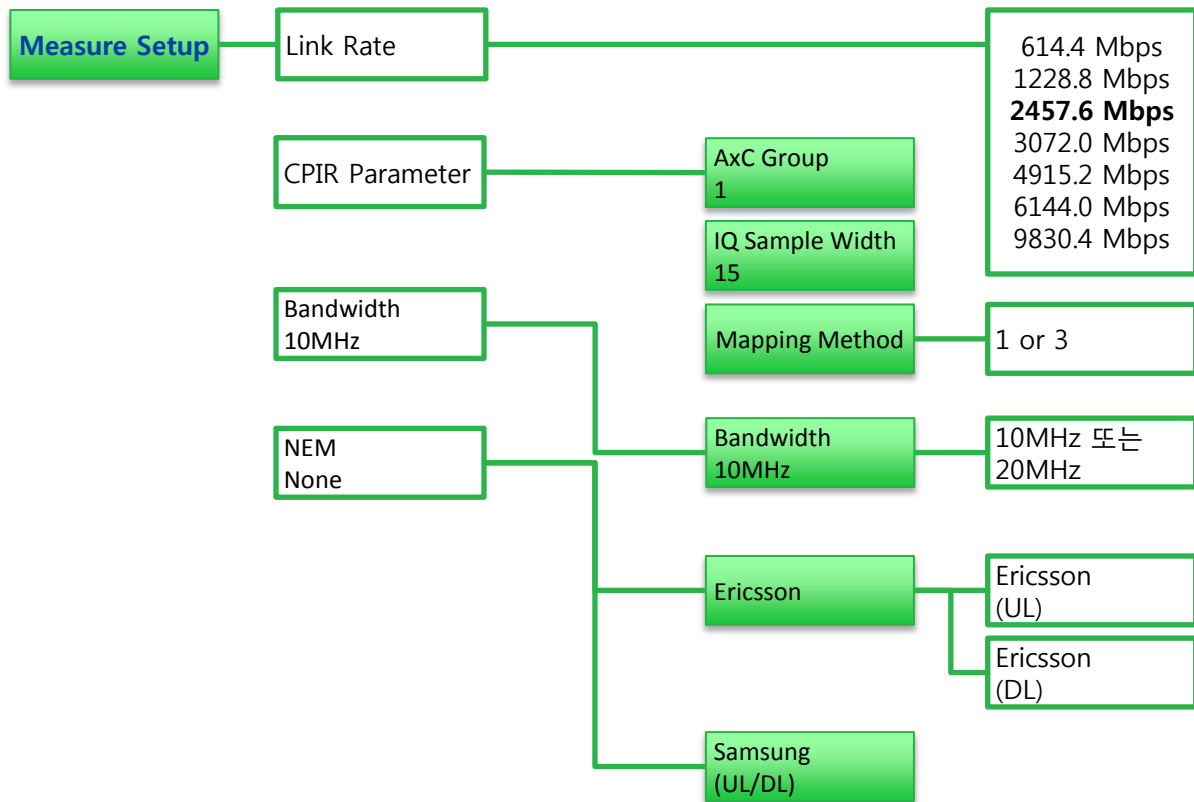 Measure Setup
Link Rate
614.4 Mbps
1228.8 Mbps
2457.6 Mbps
3072.0 Mbps
4915.2 Mbps
6144.0 Mbps
9830.4 Mbps
CPIR Parameter
AxC Group
1
IQ Sample Width
15
Mapping Method
1 or 3
Bandwidth
10MHz
Bandwidth
10MHz
10MHz 또는
20MHz
NEM
None
Ericsson
Ericsson
(UL)
Ericsson
(DL)
Samsung
(UL/DL)